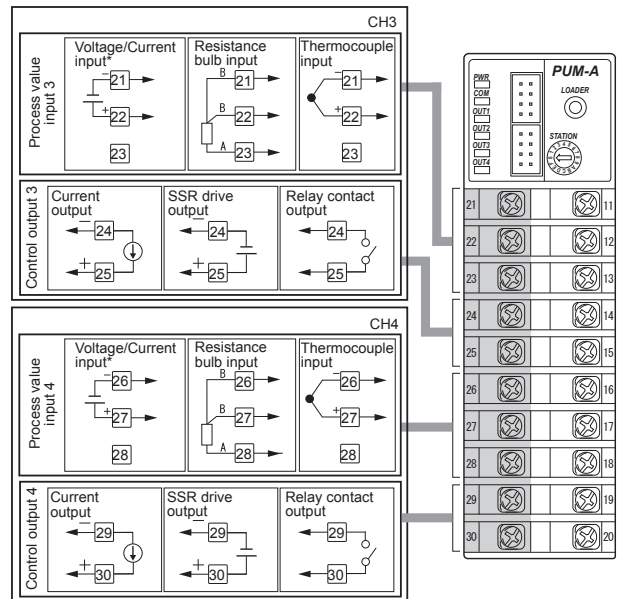 CH3
Process value input 3
Voltage/Current
input*
− 21
+ 22
23
Resistance
bulb input
B 21
B 22
A 23
Thermocouple
input
− 21
+ 22
23
Control output 3
Current
output
− 24
+ 25
SSR drive
output
− 24
+ 25
Relay contact
output
24
25
CH4
Process value
input 4
Voltage/Current
input*
− 26
+ 27
28
Resistance
bulb input
B 26
B 27
A 28
Thermocouple
input
− 26
+ 27
28
Control output 4
Current
output
− 29
+ 30
SSR drive
output
− 29
+ 30
Relay contact
output
29
30
PUM-A
PWR
COM
OUT1
OUT2
OUT3
OUT4
LOADER
STATION
21 11
22 12
23 13
24 14
25 15
26 16
27 17
28 18
29 19
30 20